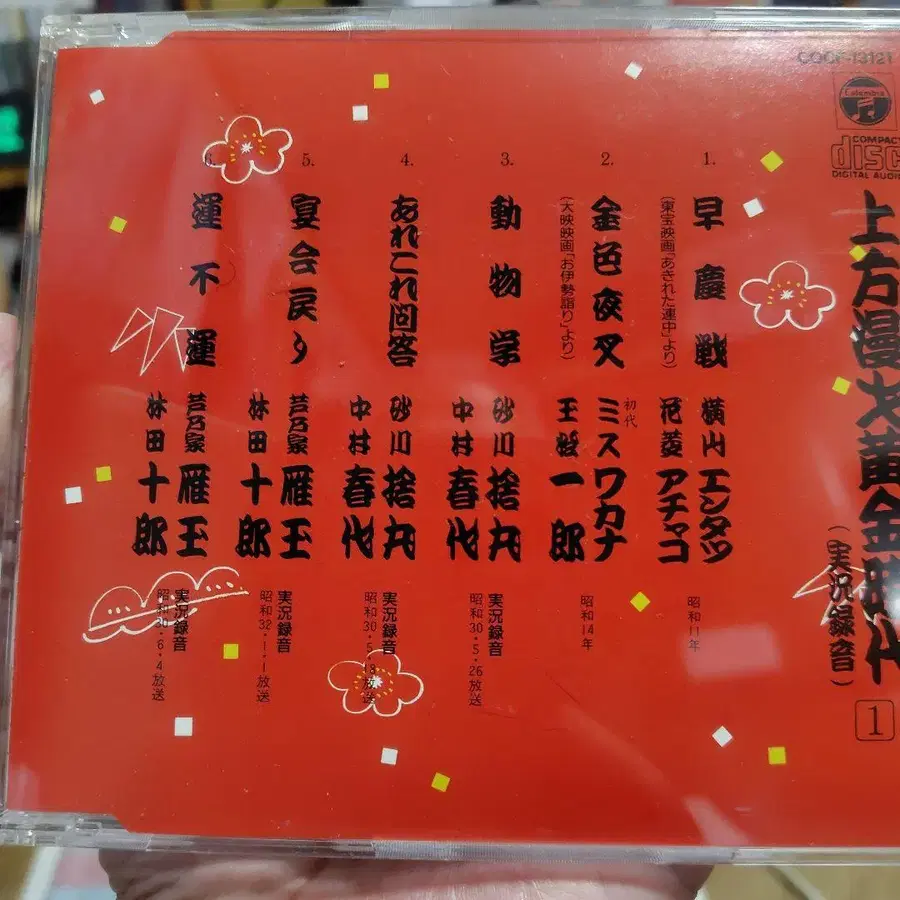 COCF-13121
Columbia
COMPACT
disc
DIGITAL AUDIO
上方漫才黄金時代
(実況録音)
1
1.
早慶戦
(東宝映画「あきれた連中」より)
横山エンタツ
花菱アチャコ
昭和11年
2.
金色夜叉
(大映映画「お伊勢詣り」より)
初代
ミスワカナ
玉松一郎
昭和14年
3.
動物学
砂川捨丸
中村春代
実況録音
昭和30・5・26放送
4.
あれこれ問答
砂川捨丸
中村春代
実況録音
昭和30・5・18放送
5.
宴会戻り
芦乃家雁玉
林田十郎
実況録音
昭和32・1・1放送
6.
運不運
芦乃家雁玉
林田十郎
実況録音
昭和30・6・4放送